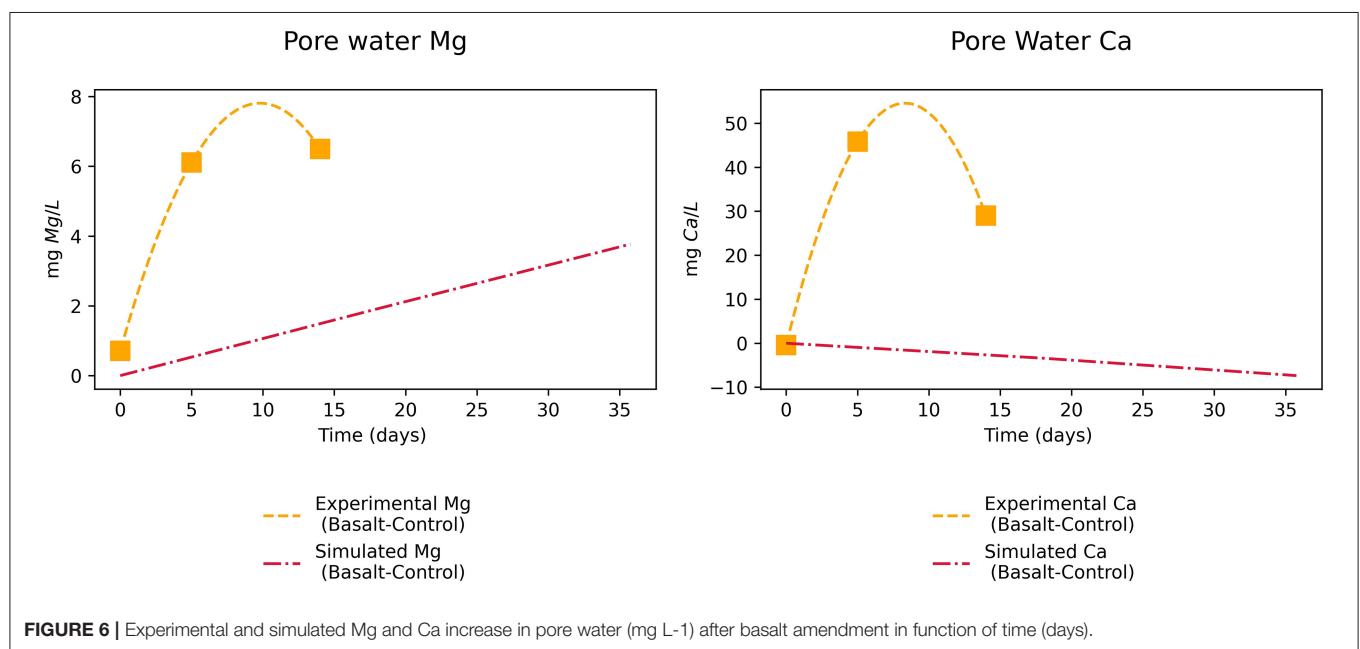 Pore water Mg
8
6
4
2
0
mg Mg/L
0 5 10 15 20 25 30 35
Time (days)
Experimental Mg
(Basalt-Control)
Simulated Mg
(Basalt-Control)
Pore Water Ca
50
40
30
20
10
0
−10
mg Ca/L
0 5 10 15 20 25 30 35
Time (days)
Experimental Ca
(Basalt-Control)
Simulated Ca
(Basalt-Control)
FIGURE 6 | Experimental and simulated Mg and Ca increase in pore water (mg L-1) after basalt amendment in function of time (days).